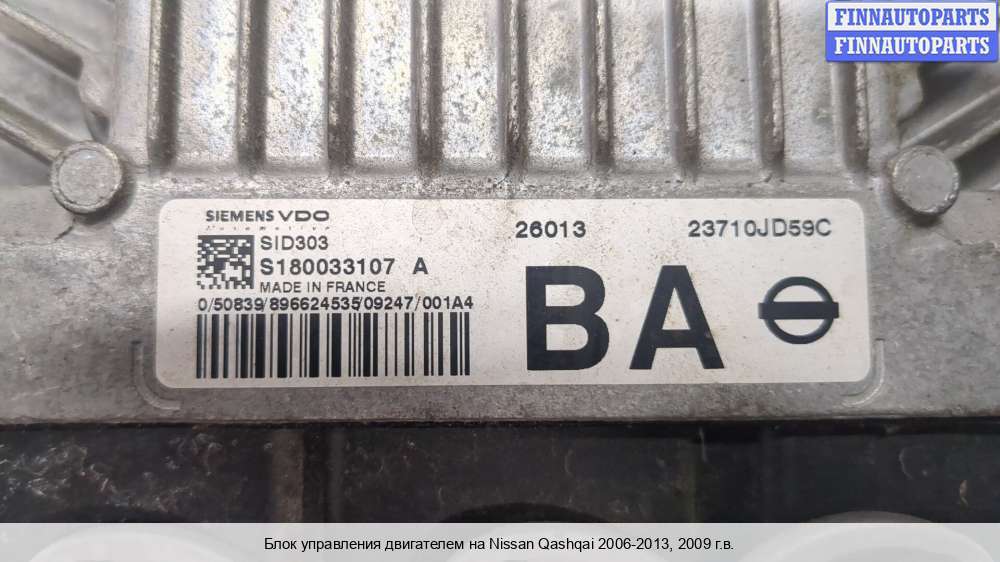 FINNAUTOPARTS
FINNAUTOPARTS
SIEMENS VDO
Automotive
SID303
S180033107 A
MADE IN FRANCE
0/50839/896624535/09247/001A4
26013
23710JD59C
BA
Блок управления двигателем на Nissan Qashqai 2006-2013, 2009 г.в.